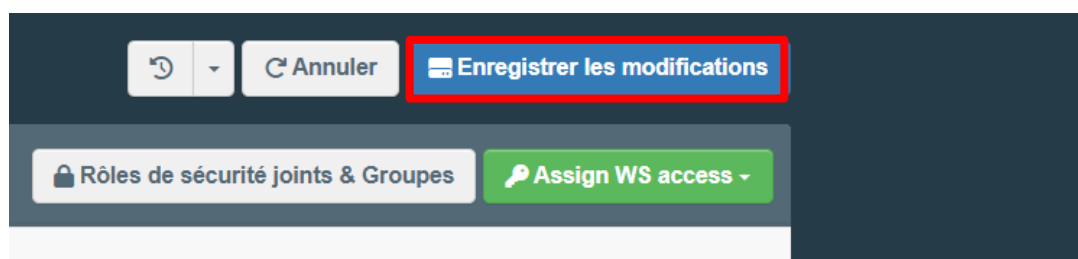 Annuler Enregistrer les modifications
Rôles de sécurité joints & Groupes Assign WS access